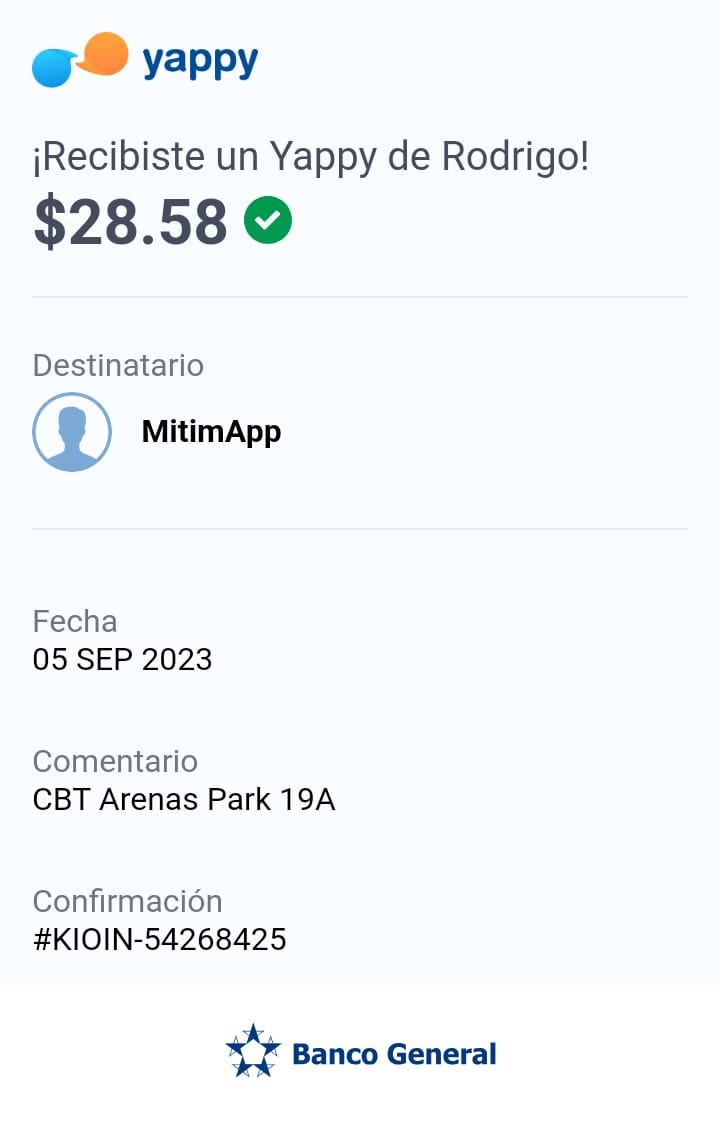 yappy
¡Recibiste un Yappy de Rodrigo!
$28.58
Destinatario
MitimApp
Fecha
05 SEP 2023
Comentario
CBT Arenas Park 19A
Confirmación
#KIOIN-54268425
Banco General